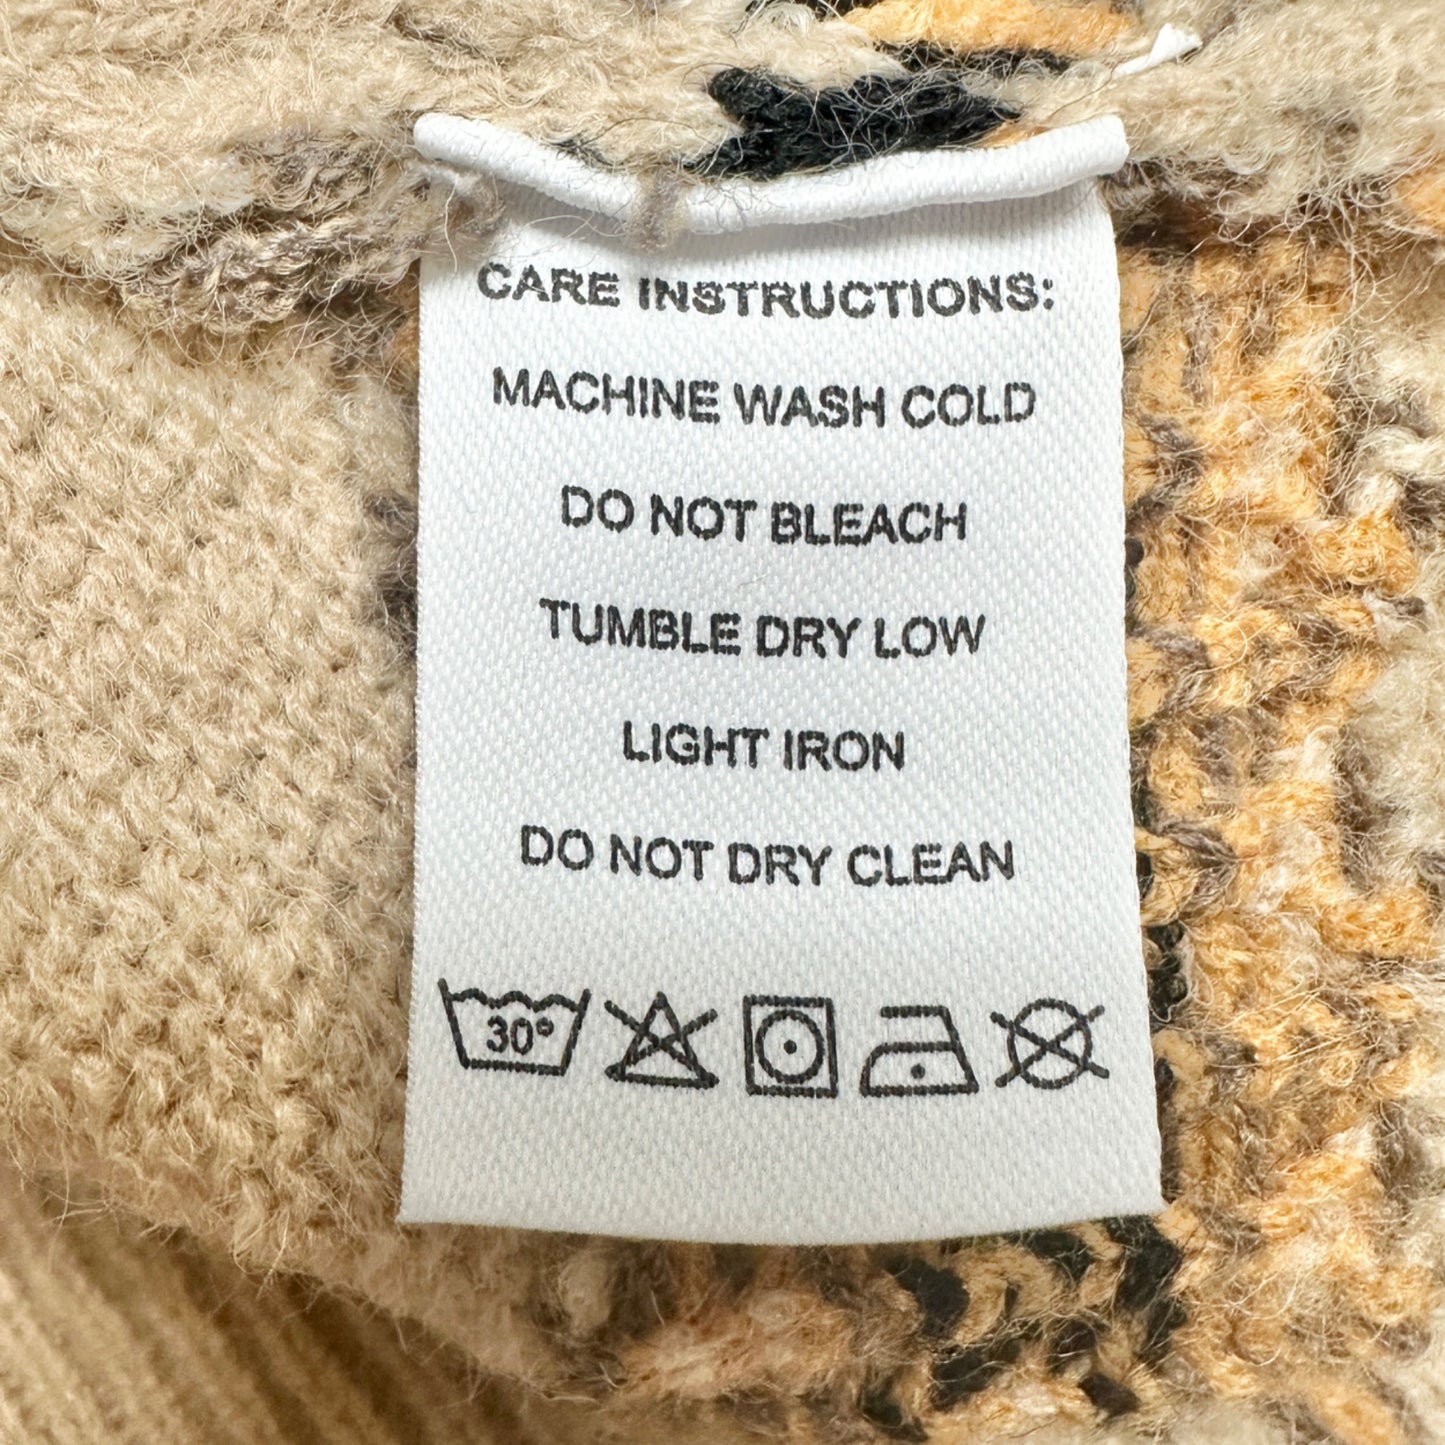 CARE INSTRUCTIONS:
MACHINE WASH COLD
DO NOT BLEACH
TUMBLE DRY LOW
LIGHT IRON
DO NOT DRY CLEAN
30°